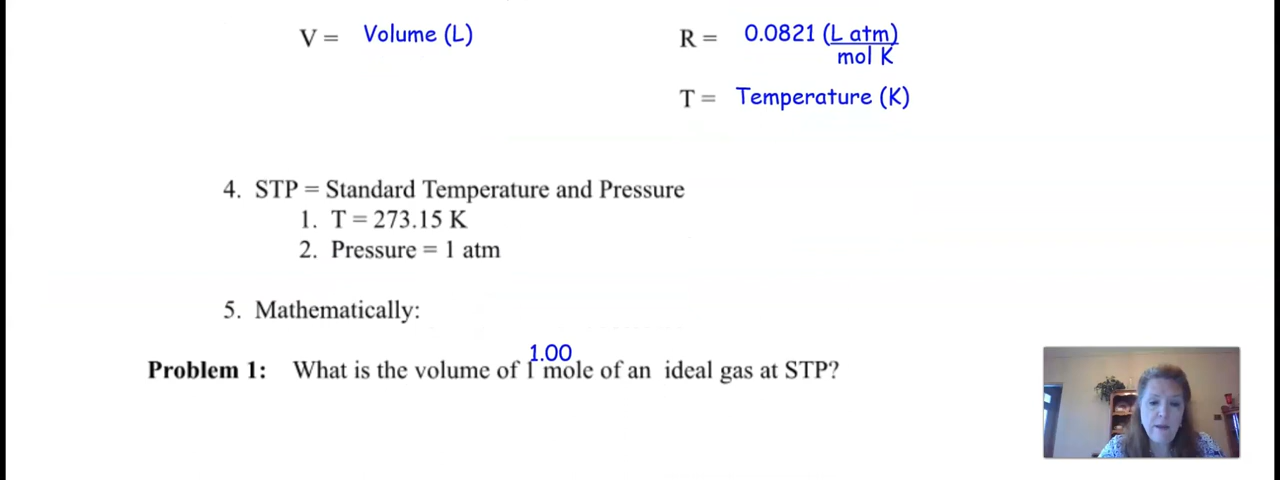 V = Volume (L)
R = 0.0821 (L atm)
mol K
T = Temperature (K)
4. STP = Standard Temperature and Pressure
1. T = 273.15 K
2. Pressure = 1 atm
5. Mathematically:
1.00
Problem 1: What is the volume of 1 mole of an ideal gas at STP?